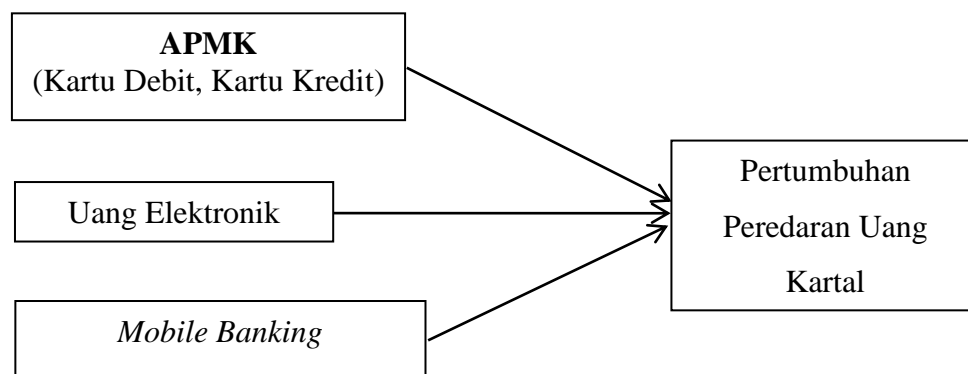 APMK
(Kartu Debit, Kartu Kredit)
Uang Elektronik
Mobile Banking
Pertumbuhan
Peredaran Uang
Kartal